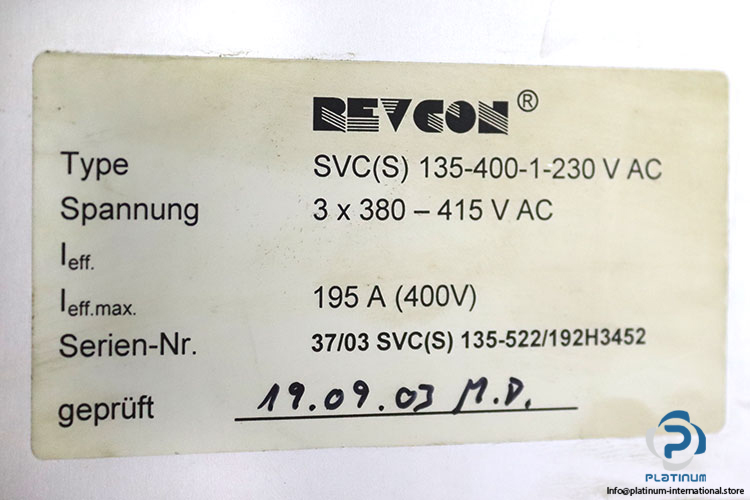 REVCON®
Type SVC(S) 135-400-1-230 V AC
Spannung 3 x 380 – 415 V AC
Ieff.
Ieff.max. 195 A (400V)
Serien-Nr. 37/03 SVC(S) 135-522/192H3452
geprüft 19.09.03 M.D.
PLATINUM
Info@platinum-international.store